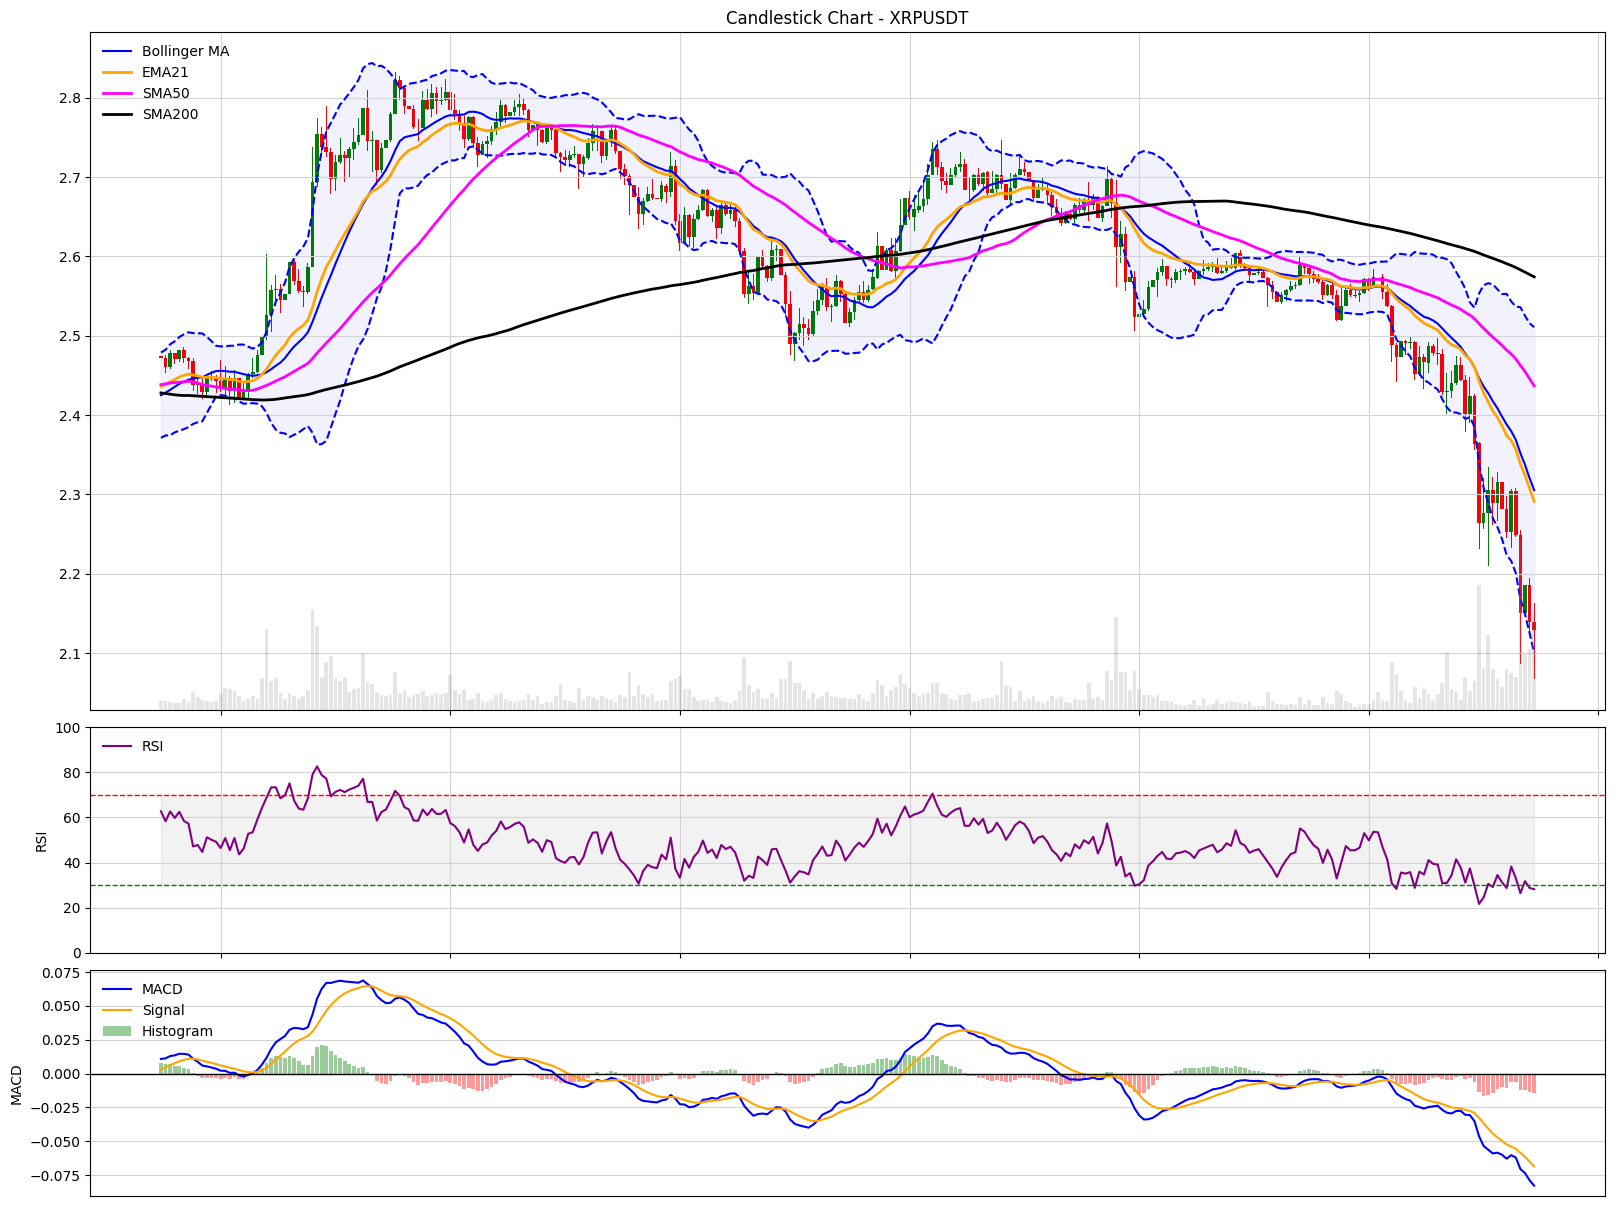 Candlestick Chart - XRPUSDT
Bollinger MA
EMA21
SMA50
SMA200
2.8
2.7
2.6
2.5
2.4
2.3
2.2
2.1
RSI
100
80
60
40
20
0
RSI
MACD
Signal
Histogram
0.075
0.050
0.025
0.000
−0.025
−0.050
−0.075
MACD